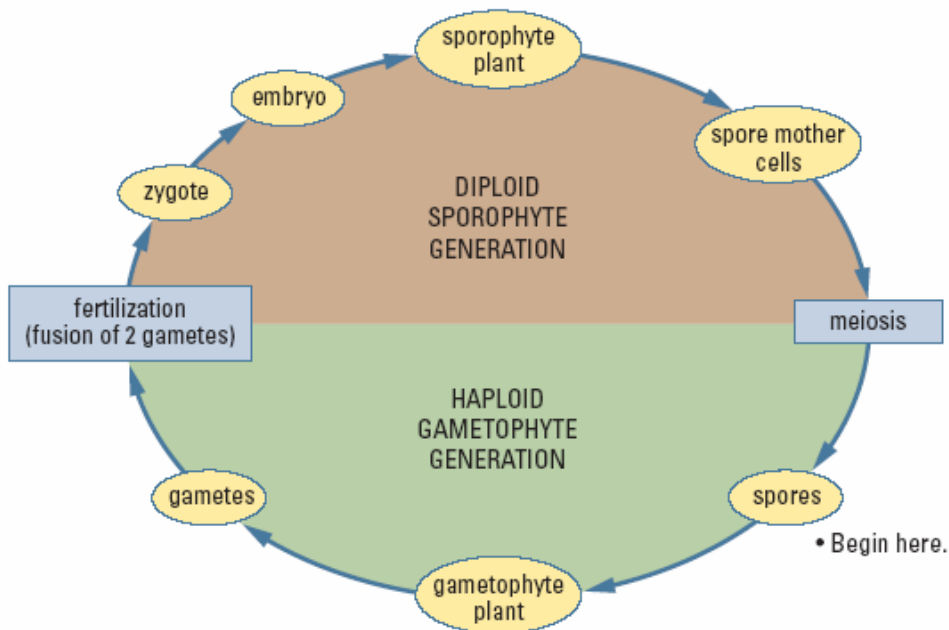 sporophyte
plant
embryo
spore mother
cells
zygote
DIPLOID
SPOROPHYTE
GENERATION
fertilization
(fusion of 2 gametes)
meiosis
HAPLOID
GAMETOPHYTE
GENERATION
gametes
spores
• Begin here.
gametophyte
plant